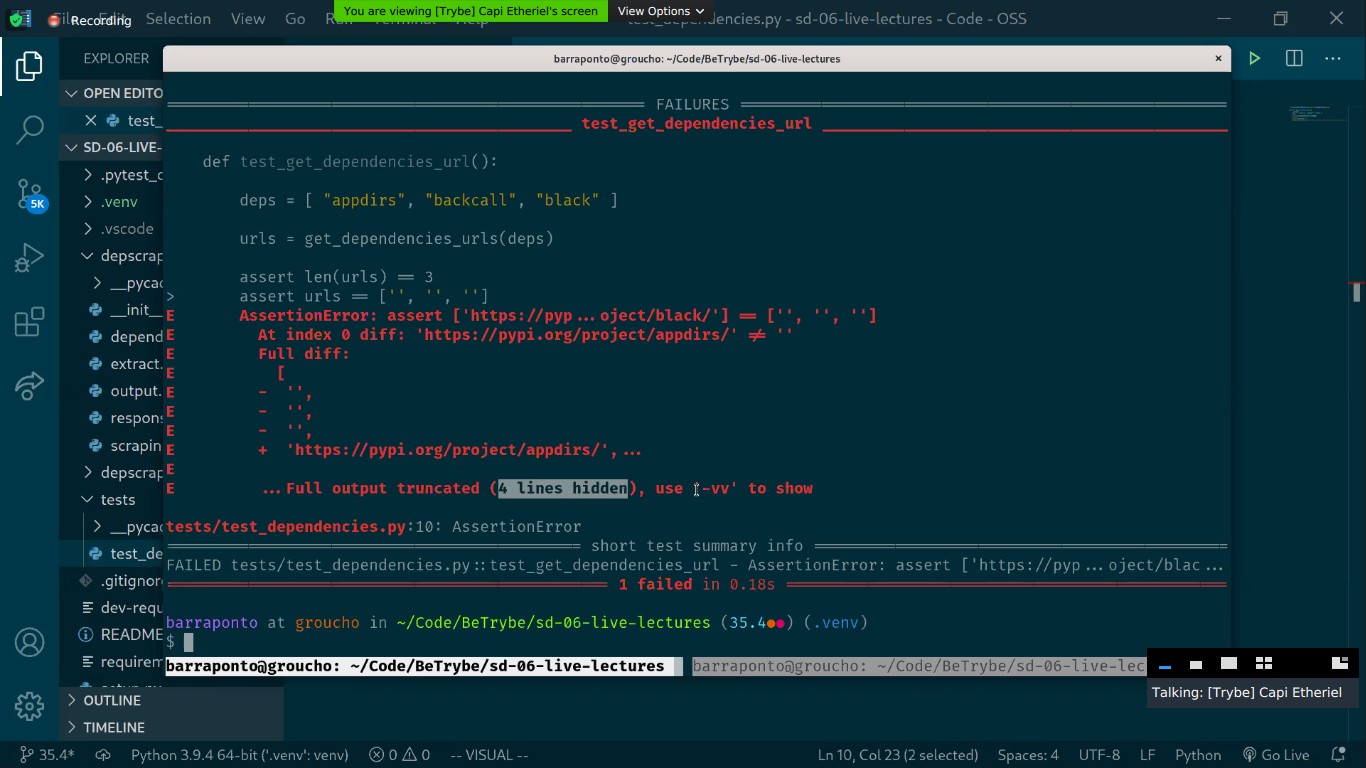 File Edit Selection View Go Run Terminal Help
Recording
You are viewing [Trybe] Capi Etheriel's screen
View Options
test_dependencies.py - sd-06-live-lectures - Code - OSS
EXPLORER
OPEN EDITO
test_
SD-06-LIVE-
.pytest_c
.venv
.vscode
depscrap
__pycac
__init__
depend
extract.
output.
respons
scrapin
depscrap
tests
__pycac
test_de
.gitignore
dev-requ
README
requirem
OUTLINE
TIMELINE
5K
barraponto@groucho: ~/Code/BeTrybe/sd-06-live-lectures
FAILURES
test_get_dependencies_url
def test_get_dependencies_url():
deps = [ "appdirs", "backcall", "black" ]
urls = get_dependencies_urls(deps)
assert len(urls) == 3
> assert urls == ['', '', '']
E AssertionError: assert ['https://pyp...oject/black/'] == ['', '', '']
E At index 0 diff: 'https://pypi.org/project/appdirs/' != ''
E Full diff:
E [
E - '',
E - '',
E - '',
E + 'https://pypi.org/project/appdirs/',...
E
E ...Full output truncated (4 lines hidden), use '-vv' to show
tests/test_dependencies.py:10: AssertionError
short test summary info
FAILED tests/test_dependencies.py::test_get_dependencies_url - AssertionError: assert ['https://pyp...oject/blac...
1 failed in 0.18s
barraponto at groucho in ~/Code/BeTrybe/sd-06-live-lectures (35.4●●) (.venv)
$
barraponto@groucho: ~/Code/BeTrybe/sd-06-live-lectures
barraponto@groucho: ~/Code/BeTrybe/sd-06-live-lec
Talking: [Trybe] Capi Etheriel
35.4* Python 3.9.4 64-bit ('.venv': venv) 0 0 -- VISUAL -- Ln 10, Col 23 (2 selected) Spaces: 4 UTF-8 LF Python Go Live